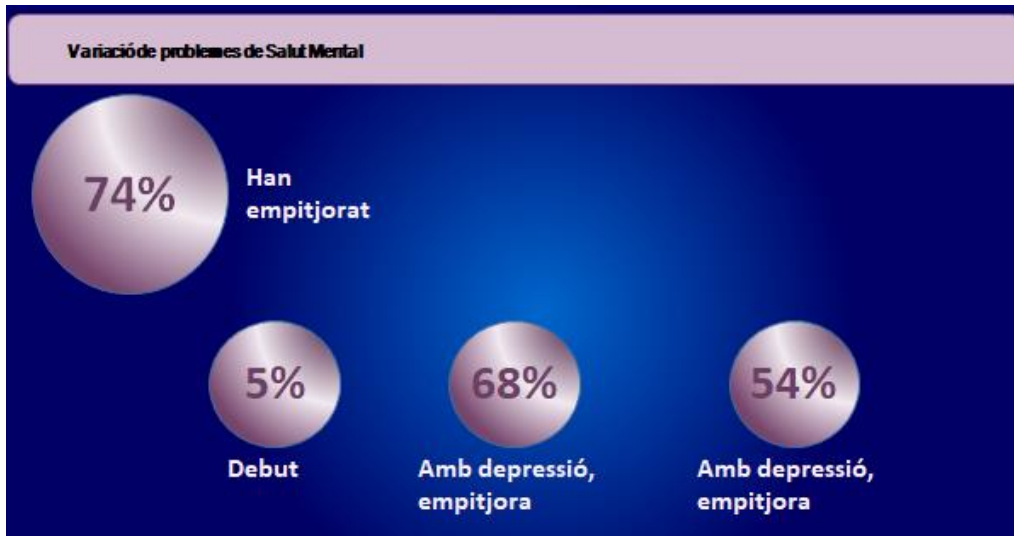 Variació de problemes de Salut Mental
74%
Han
empitjorat
5%
68%
54%
Debut
Amb depressió,
empitjora
Amb depressió,
empitjora